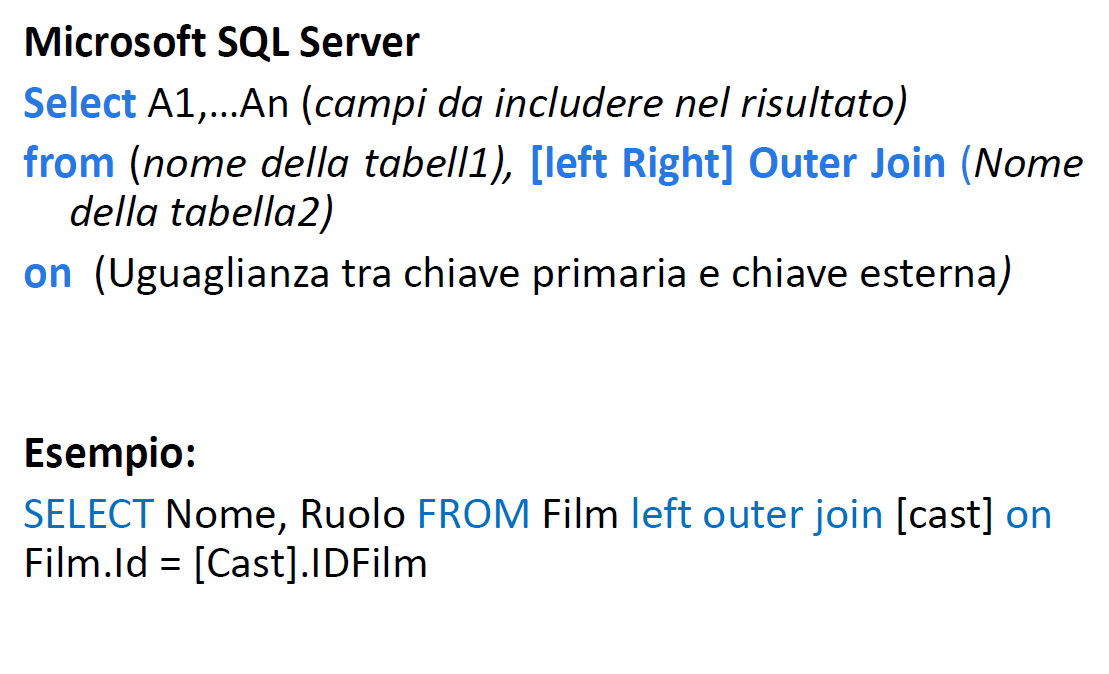 Microsoft SQL Server
Select A1,...An (campi da includere nel risultato)
from (nome della tabell1), [left Right] Outer Join (Nome
della tabella2)
on (Uguaglianza tra chiave primaria e chiave esterna)
Esempio:
SELECT Nome, Ruolo FROM Film left outer join [cast] on
Film.Id = [Cast].IDFilm